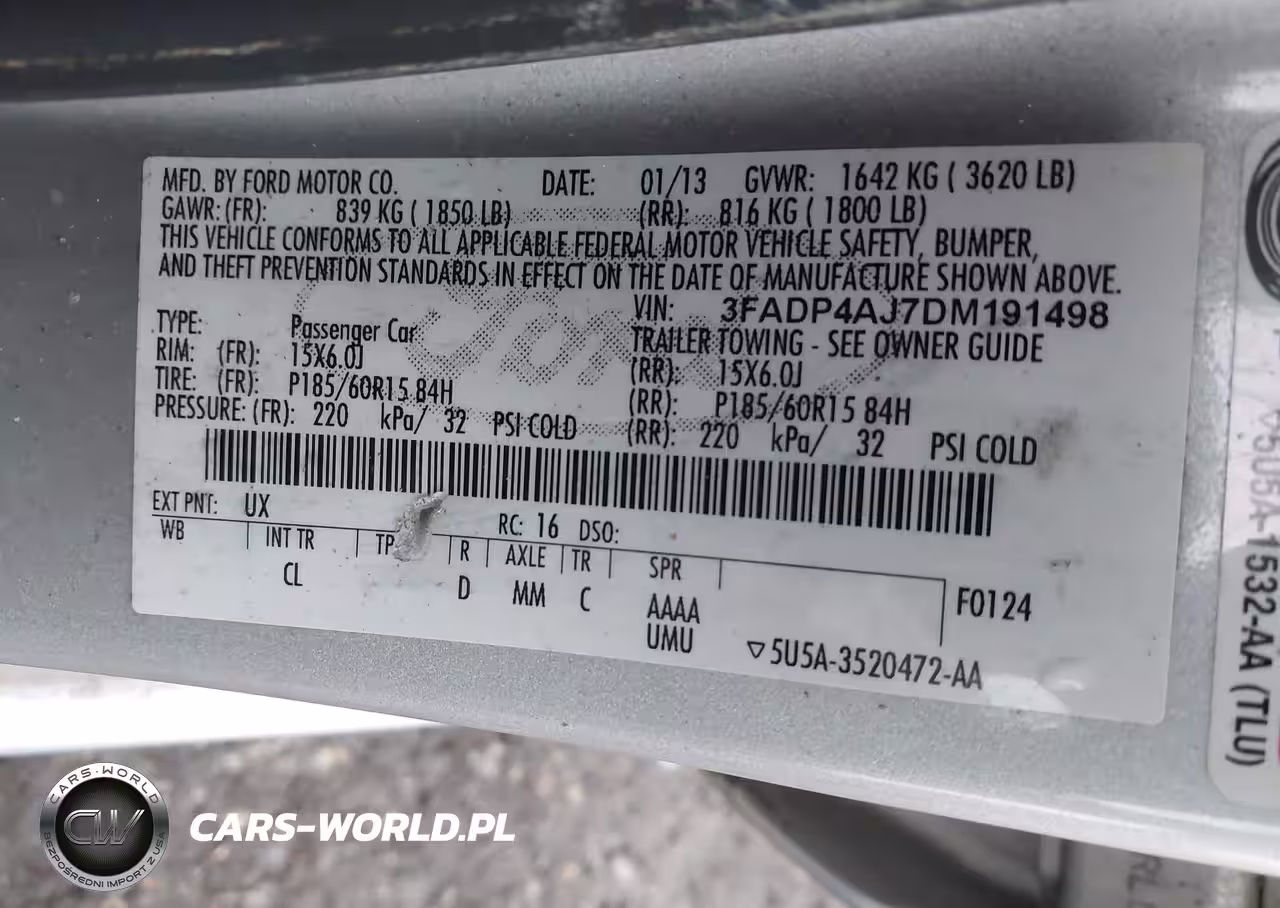 MFD. BY FORD MOTOR CO. DATE: 01/13 GVWR: 1642 KG ( 3620 LB)
GAWR: (FR): 839 KG ( 1850 LB) (RR): 816 KG ( 1800 LB)
THIS VEHICLE CONFORMS TO ALL APPLICABLE FEDERAL MOTOR VEHICLE SAFETY, BUMPER,
AND THEFT PREVENTION STANDARDS IN EFFECT ON THE DATE OF MANUFACTURE SHOWN ABOVE.
VIN: 3FADP4AJ7DM191498
TYPE: Passenger Car TRAILER TOWING - SEE OWNER GUIDE
RIM: (FR): 15X6.0J (RR): 15X6.0J
TIRE: (FR): P185/60R15 84H (RR): P185/60R15 84H
PRESSURE: (FR): 220 kPa/ 32 PSI COLD (RR): 220 kPa/ 32 PSI COLD
EXT PNT: UX RC: 16 DSO:
WB INT TR TP R AXLE TR SPR
CL D MM C AAAA F0124
UMU
▽5U5A-3520472-AA
5U5A-1532-AA (TLU)
CARS-WORLD
CW
BEZPOŚREDNI IMPORT Z USA
CARS-WORLD.PL